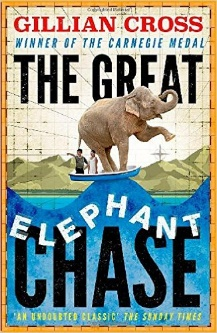 GILLIAN CROSS
WINNER OF THE CARNEGIE MEDAL
THE GREAT
ELEPHANT
CHASE
'AN UNDOUBTED CLASSIC' THE SUNDAY TIMES